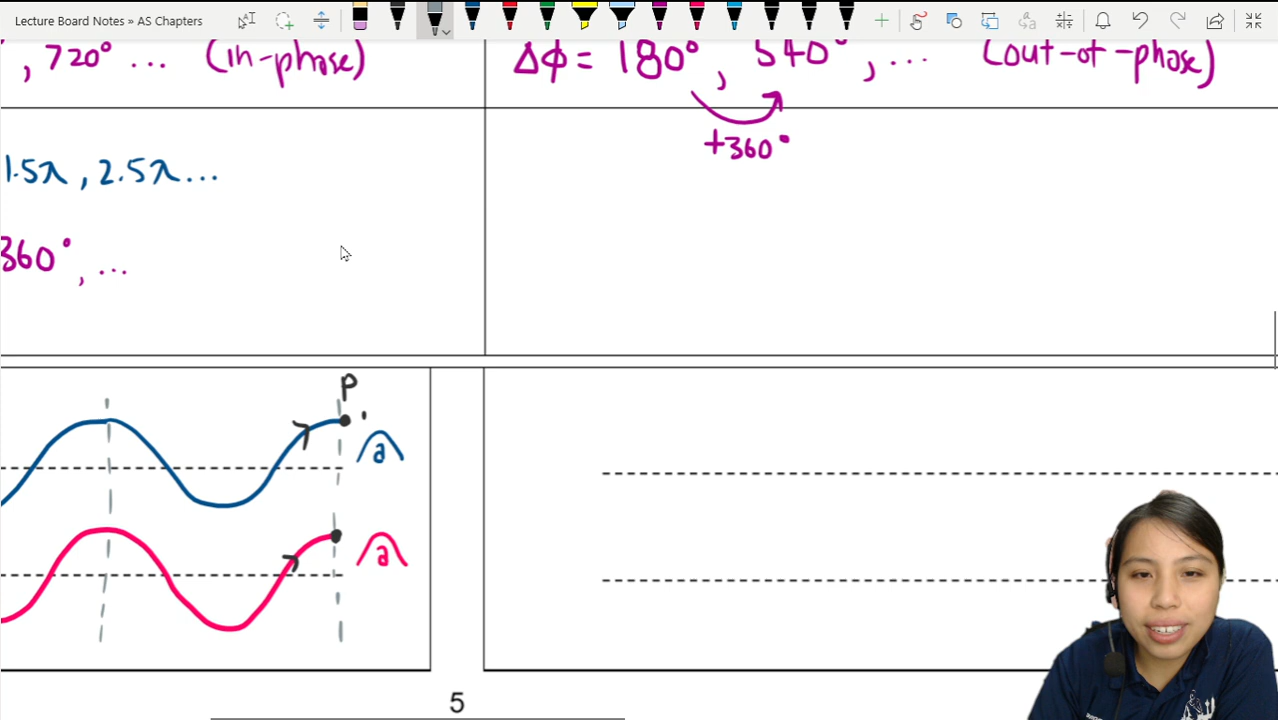 Lecture Board Notes » AS Chapters
, 720° ... (in-phase)
Δϕ = 180°, 540°, ... (out-of-phase)
+360°
1.5λ, 2.5λ...
360°, ...
P
a
a
5